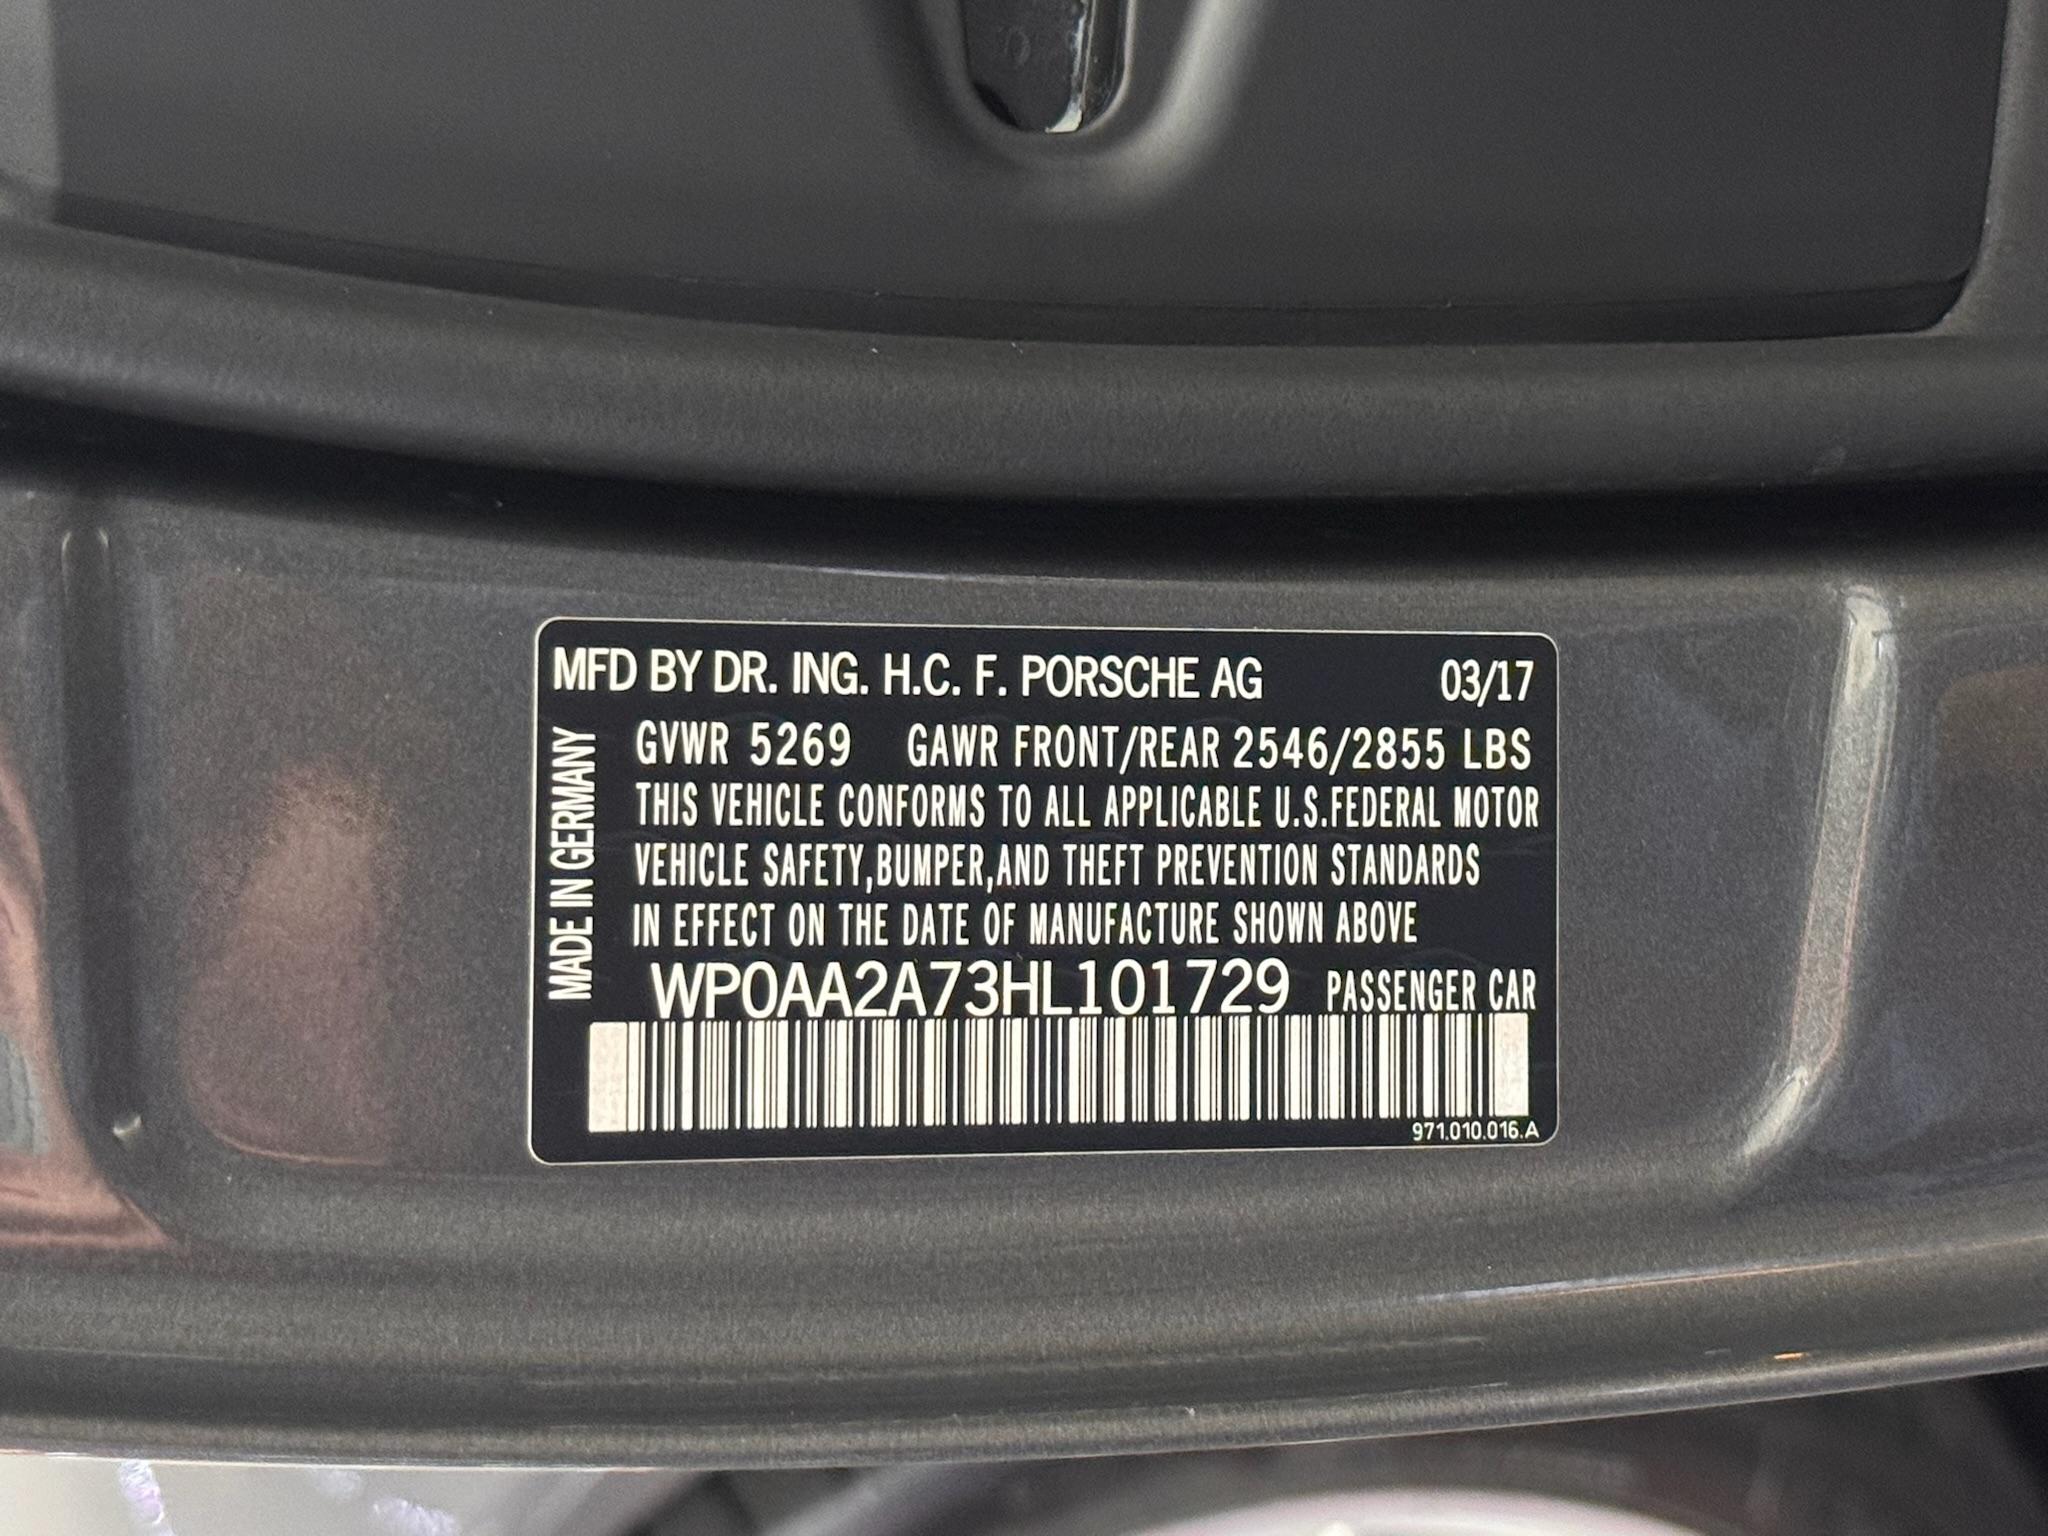 MFD BY DR. ING. H.C. F. PORSCHE AG 03/17
MADE IN GERMANY
GVWR 5269 GAWR FRONT/REAR 2546/2855 LBS
THIS VEHICLE CONFORMS TO ALL APPLICABLE U.S.FEDERAL MOTOR
VEHICLE SAFETY,BUMPER,AND THEFT PREVENTION STANDARDS
IN EFFECT ON THE DATE OF MANUFACTURE SHOWN ABOVE
WP0AA2A73HL101729 PASSENGER CAR
971.010.016.A